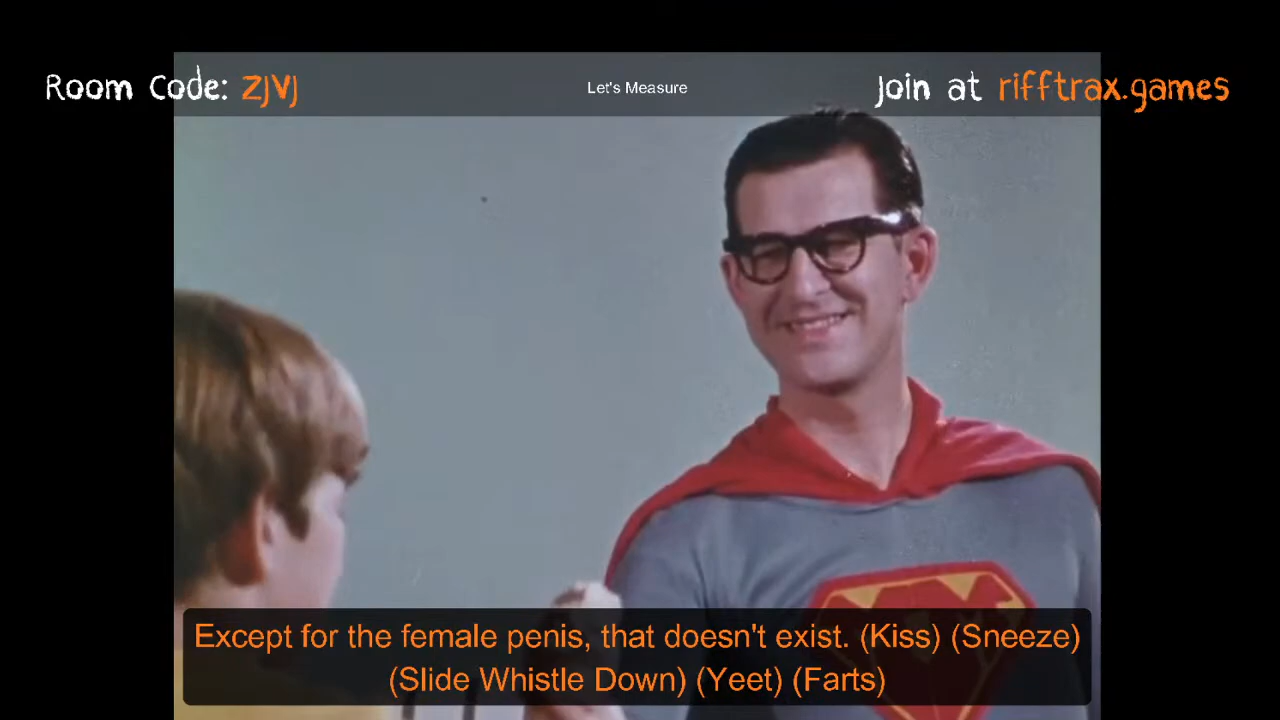 Room Code: ZJVJ
Let's Measure
Join at rifftrax.games
Except for the female penis, that doesn't exist. (Kiss) (Sneeze)
(Slide Whistle Down) (Yeet) (Farts)